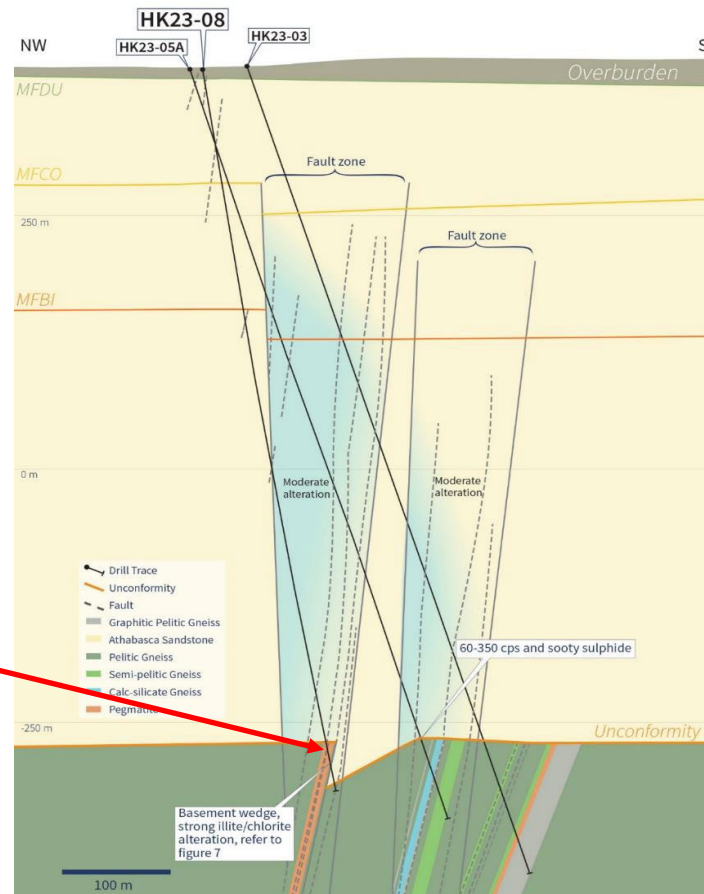 HK23-08
NW
HK23-05A
HK23-03
S
Overburden
MFDU
MFCO
Fault zone
250 m
Fault zone
MFBI
0 m
Moderate
alteration
Moderate
alteration
Drill Trace
Unconformity
Fault
Graphitic Pelitic Gneiss
Athabasca Sandstone
Pelitic Gneiss
Semi-pelitic Gneiss
Calc-silicate Gneiss
Pegmatit
60-350 cps and sooty sulphide
-250 m
Unconformity
Basement wedge,
strong illite/chlorite
alteration, refer to
figure 7
100 m